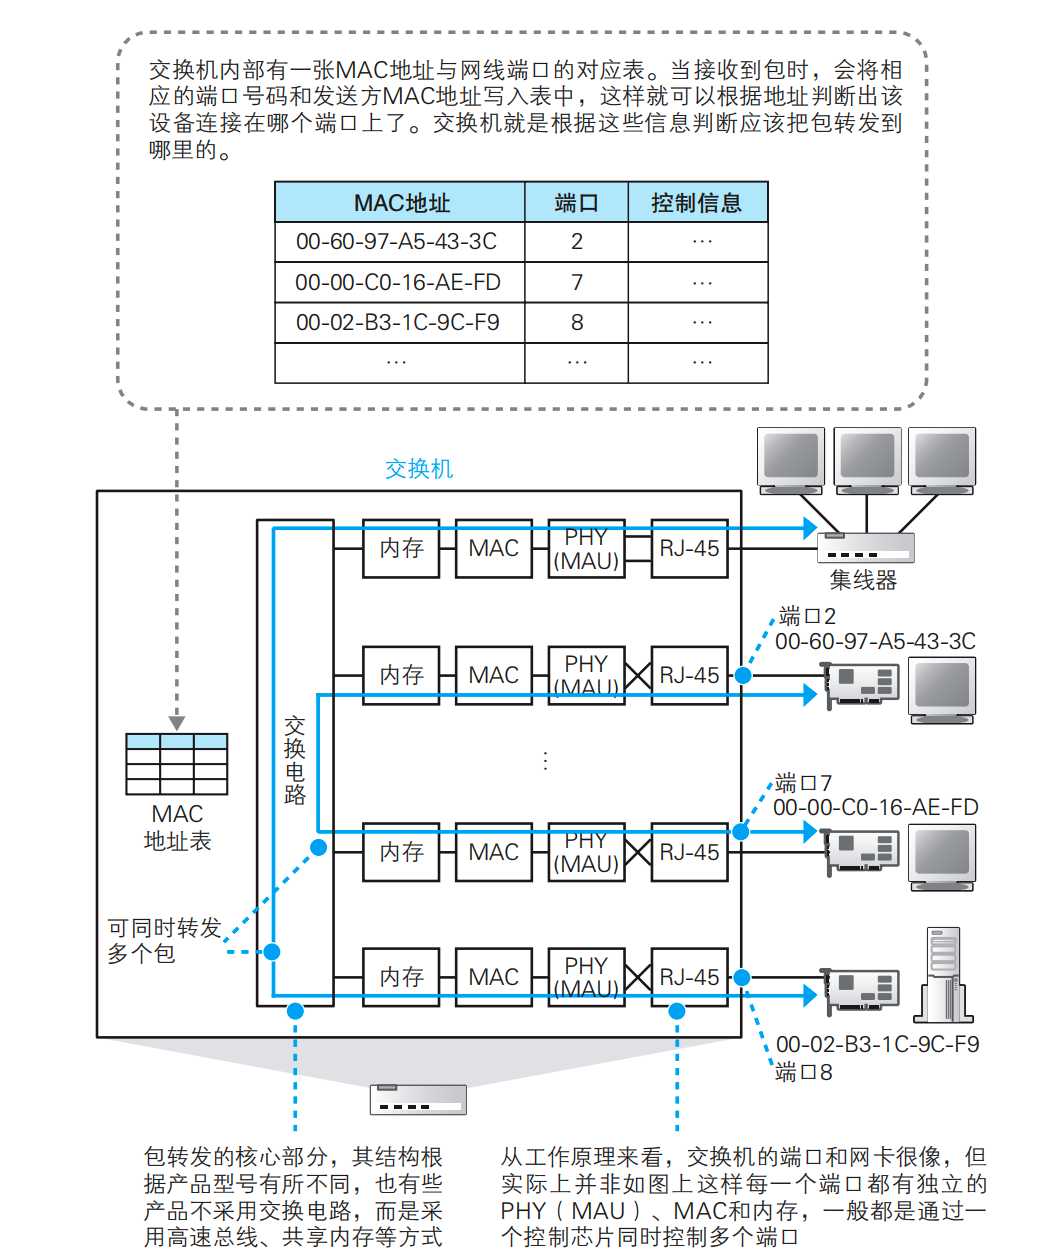 交换机内部有一张MAC地址与网线端口的对应表。当接收到包时，会将相
应的端口号码和发送方MAC地址写入表中，这样就可以根据地址判断出该
设备连接在哪个端口上了。交换机就是根据这些信息判断应该把包转发到
哪里的。
MAC地址 端口 控制信息
00-60-97-A5-43-3C 2 …
00-00-C0-16-AE-FD 7 …
00-02-B3-1C-9C-F9 8 …
… … …
交换机
内存 MAC PHY (MAU) RJ-45
集线器
端口2
00-60-97-A5-43-3C
内存 MAC PHY (MAU) RJ-45
交换电路
…
MAC
地址表
端口7
00-00-C0-16-AE-FD
内存 MAC PHY (MAU) RJ-45
可同时转发
多个包
内存 MAC PHY (MAU) RJ-45
00-02-B3-1C-9C-F9
端口8
包转发的核心部分，其结构根
据产品型号有所不同，也有些
产品不采用交换电路，而是采
用高速总线、共享内存等方式
从工作原理来看，交换机的端口和网卡很像，但
实际上并非如图上这样每一个端口都有独立的
PHY（MAU）、MAC和内存，一般都是通过一
个控制芯片同时控制多个端口